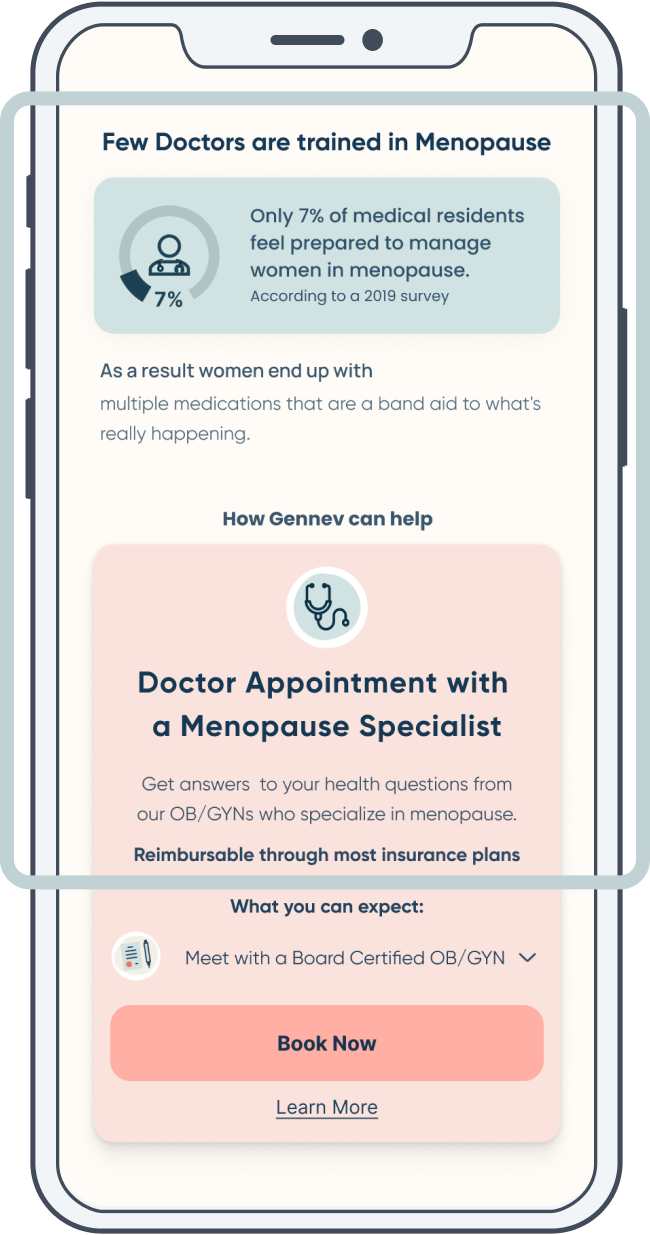 Few Doctors are trained in Menopause
Only 7% of medical residents
feel prepared to manage
women in menopause.
According to a 2019 survey
7%
As a result women end up with
multiple medications that are a band aid to what's
really happening.
How Gennev can help
Doctor Appointment with
a Menopause Specialist
Get answers  to your health questions from
our OB/GYNs who specialize in menopause.
Reimbursable through most insurance plans
What you can expect:
Meet with a Board Certified OB/GYN
Book Now
Learn More